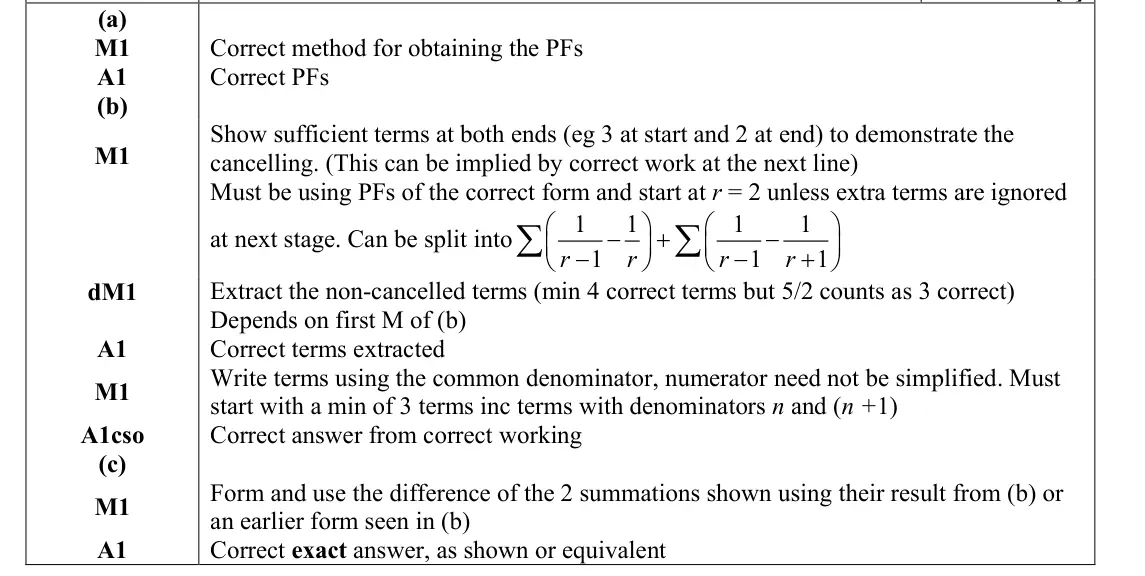 (a)
M1 Correct method for obtaining the PFs
A1 Correct PFs
(b)
M1 Show sufficient terms at both ends (eg 3 at start and 2 at end) to demonstrate the
cancelling. (This can be implied by correct work at the next line)
Must be using PFs of the correct form and start at r = 2 unless extra terms are ignored
at next stage. Can be split into ∑(1/(r−1) − 1/r) + ∑(1/(r−1) − 1/(r+1))
dM1 Extract the non-cancelled terms (min 4 correct terms but 5/2 counts as 3 correct)
Depends on first M of (b)
A1 Correct terms extracted
M1 Write terms using the common denominator, numerator need not be simplified. Must
start with a min of 3 terms inc terms with denominators n and (n +1)
A1cso Correct answer from correct working
(c)
M1 Form and use the difference of the 2 summations shown using their result from (b) or
an earlier form seen in (b)
A1 Correct exact answer, as shown or equivalent